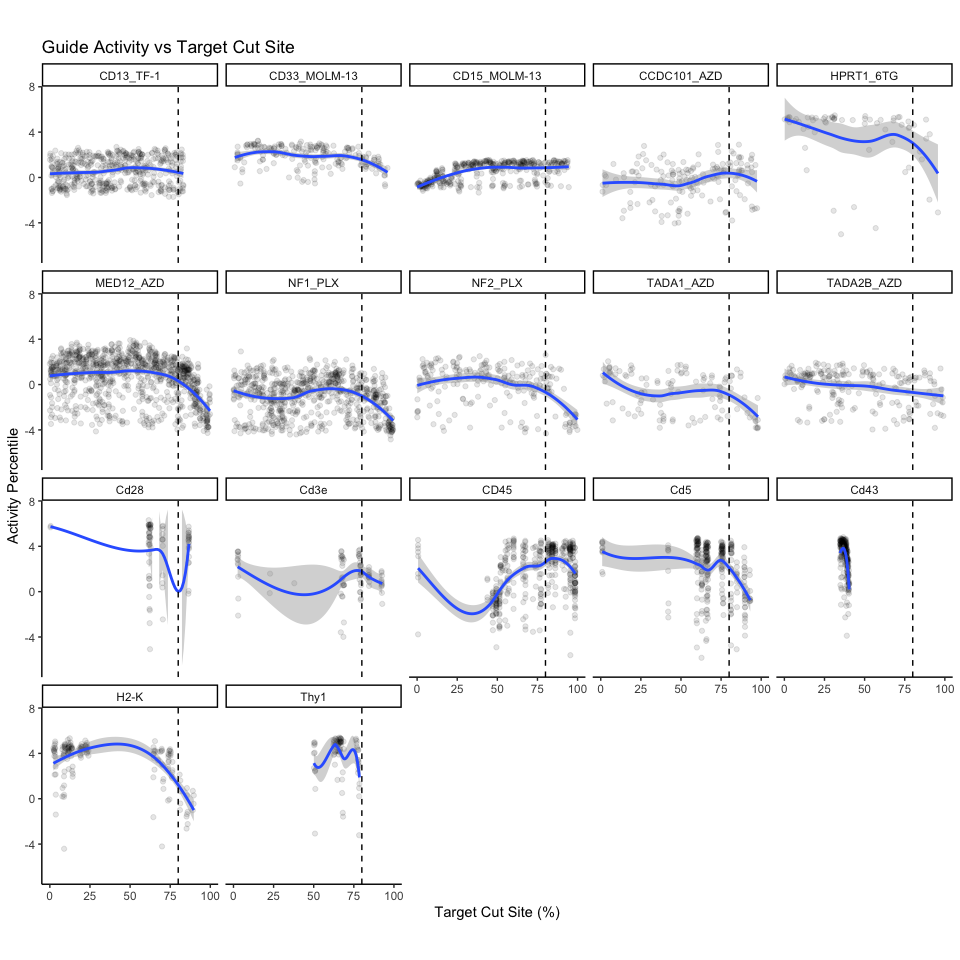 Guide Activity vs Target Cut Site
CD13_TF-1 CD33_MOLM-13 CD15_MOLM-13 CCDC101_AZD HPRT1_6TG
8
4
0
-4
MED12_AZD NF1_PLX NF2_PLX TADA1_AZD TADA2B_AZD
8
4
0
-4
Activity Percentile
Cd28 Cd3e CD45 Cd5 Cd43
8
4
0
-4
0 25 50 75 100 0 25 50 75 100 0 25 50 75 100
H2-K Thy1
8
4
0
-4
0 25 50 75 100 0 25 50 75 100
Target Cut Site (%)